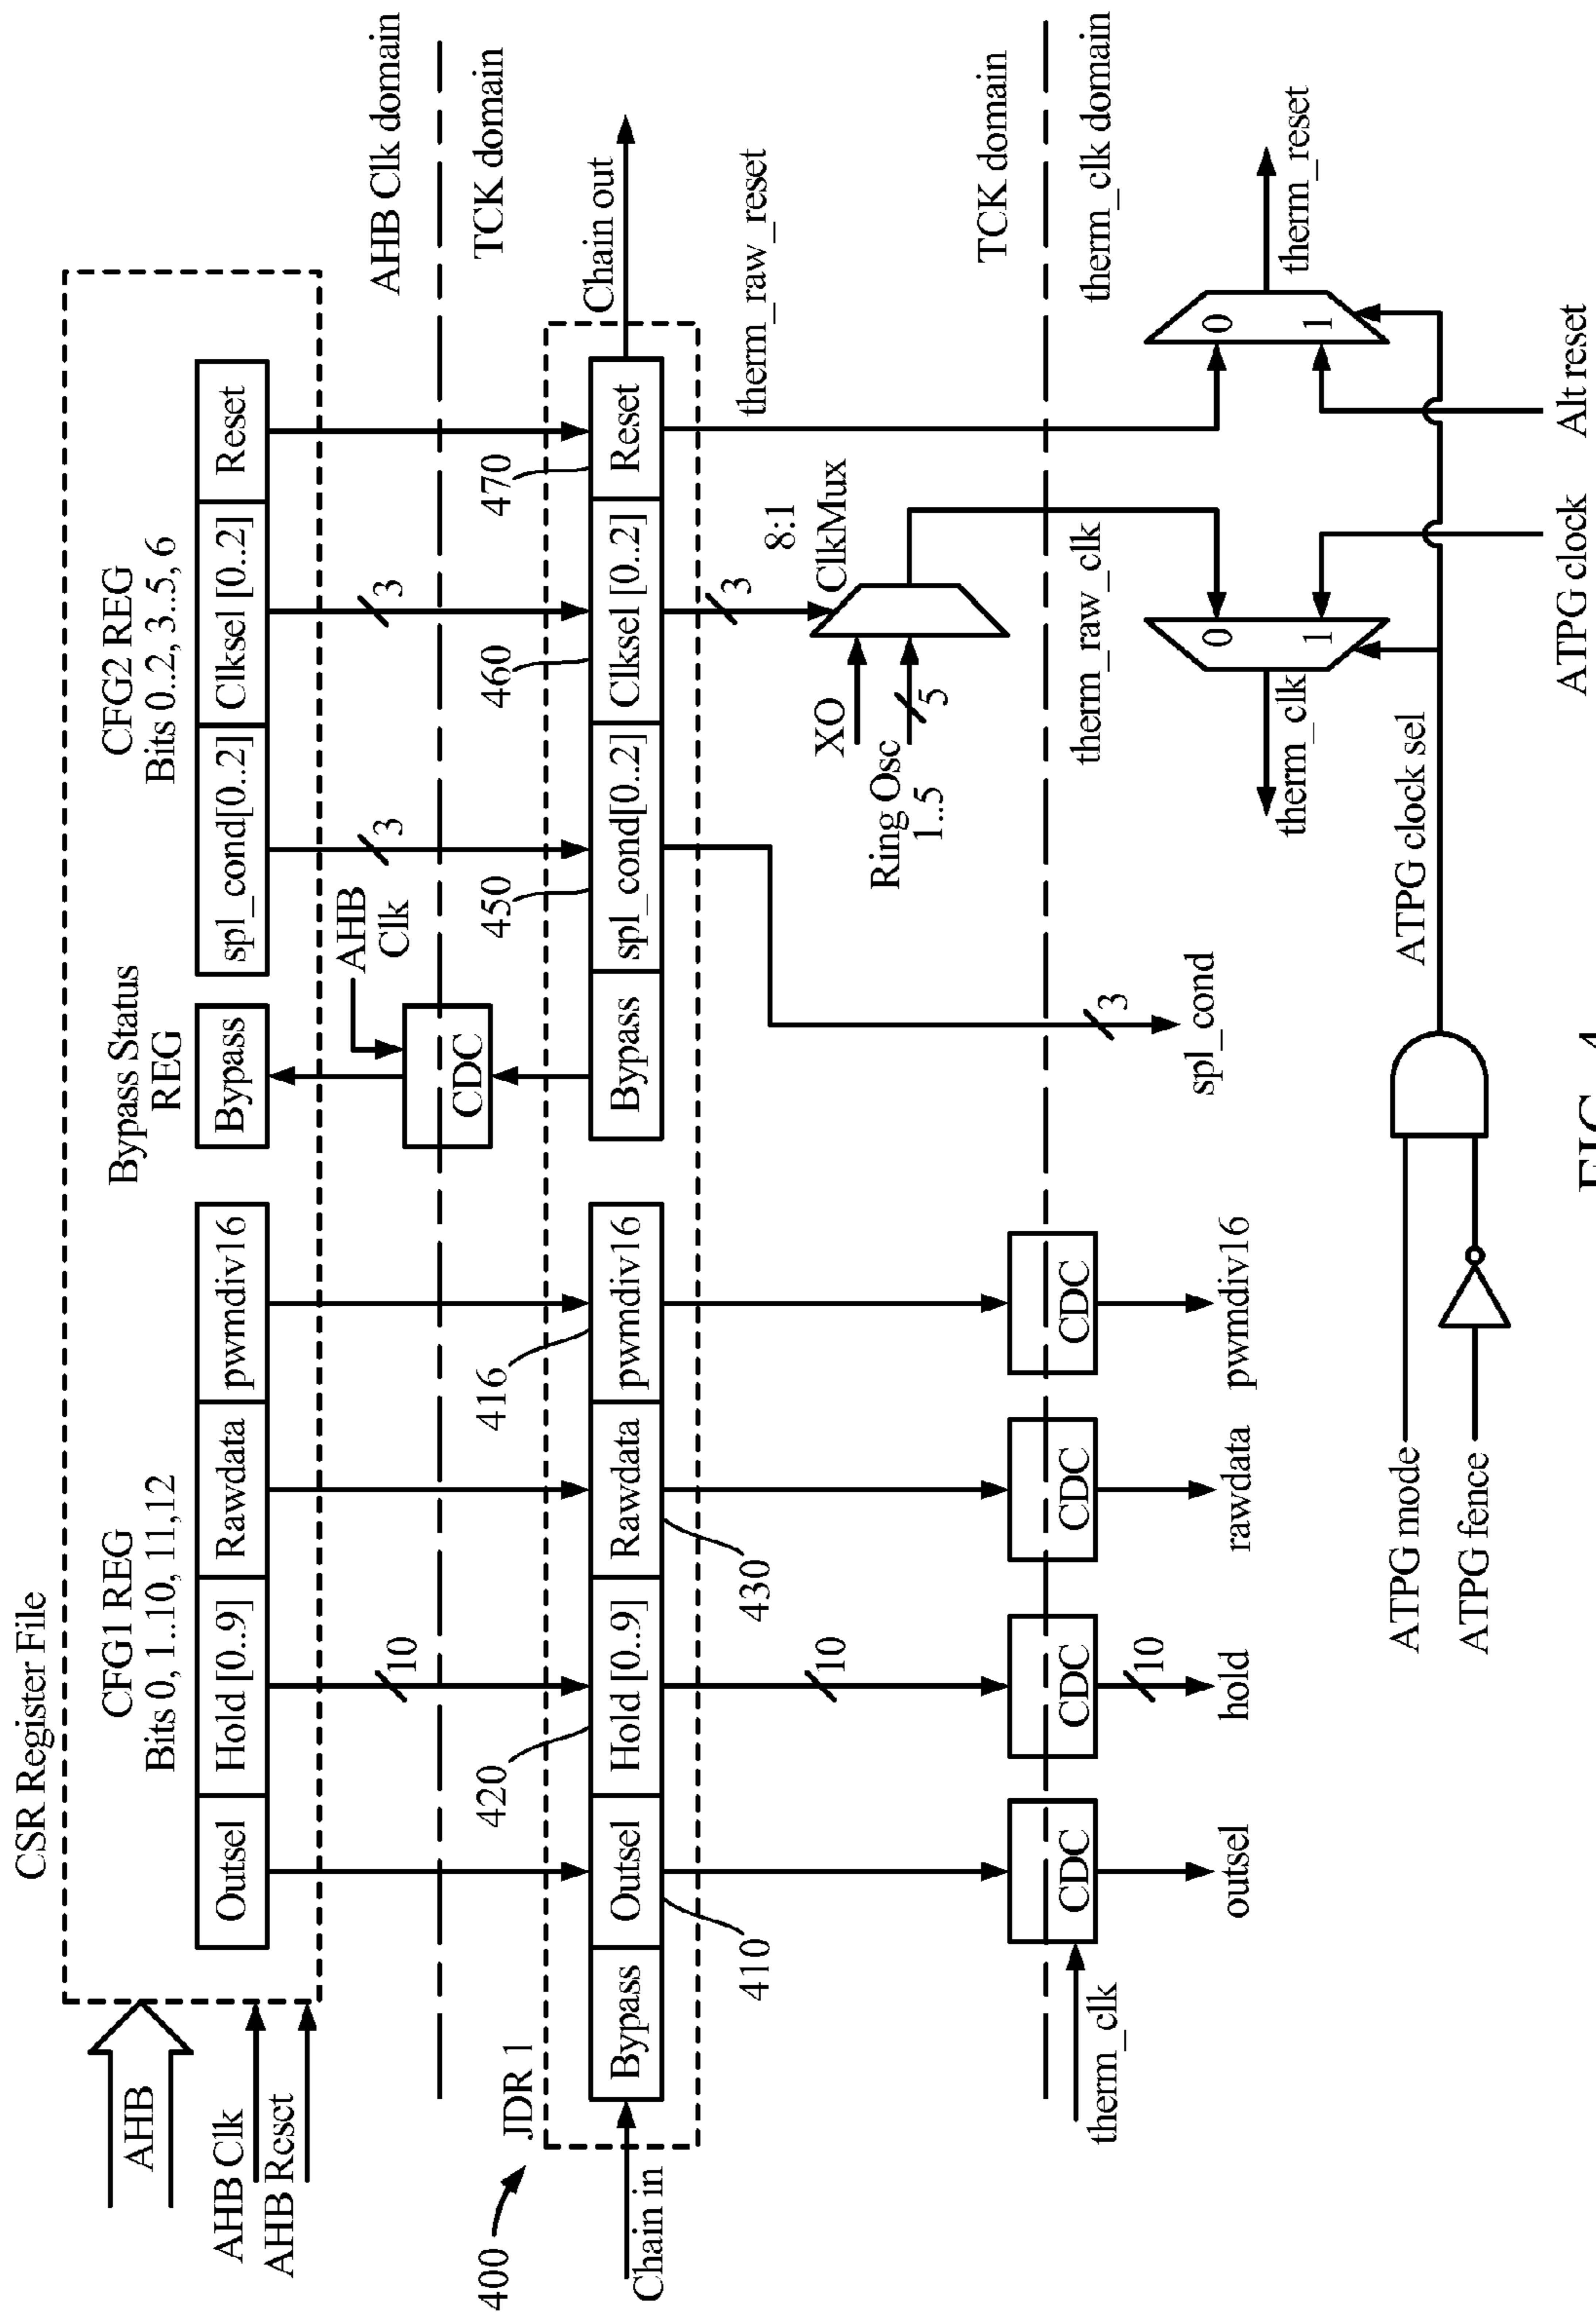 CSR Register File
AHB
AHB Clk
AHB Reset
CFG1 REG
Bits 0, 1..10, 11,12
Outsel
Hold [0..9]
Rawdata
pwmdiv16
Bypass Status
REG
Bypass
CFG2 REG
Bits 0..2, 3..5, 6
spl_cond[0..2]
Clksel [0..2]
Reset
AHB
Clk
CDC
10
3
3
AHB Clk domain
TCK domain
400
JDR 1
420
416
450
460
470
Chain in
Bypass
Outsel
Hold [0..9]
Rawdata
pwmdiv16
Bypass
spl_cond[0..2]
Clksel [0..2]
Reset
Chain out
410
430
10
3
therm_raw_reset
8:1
ClkMux
XO
Ring Osc
1..5
5
TCK domain
therm_clk domain
therm_clk
CDC
CDC
CDC
CDC
10
3
therm_raw_clk
outsel
hold
rawdata
pwmdiv16
spl_cond
therm_clk
0
1
0
1
therm_reset
ATPG mode
ATPG fence
ATPG clock sel
ATPG clock
Alt reset